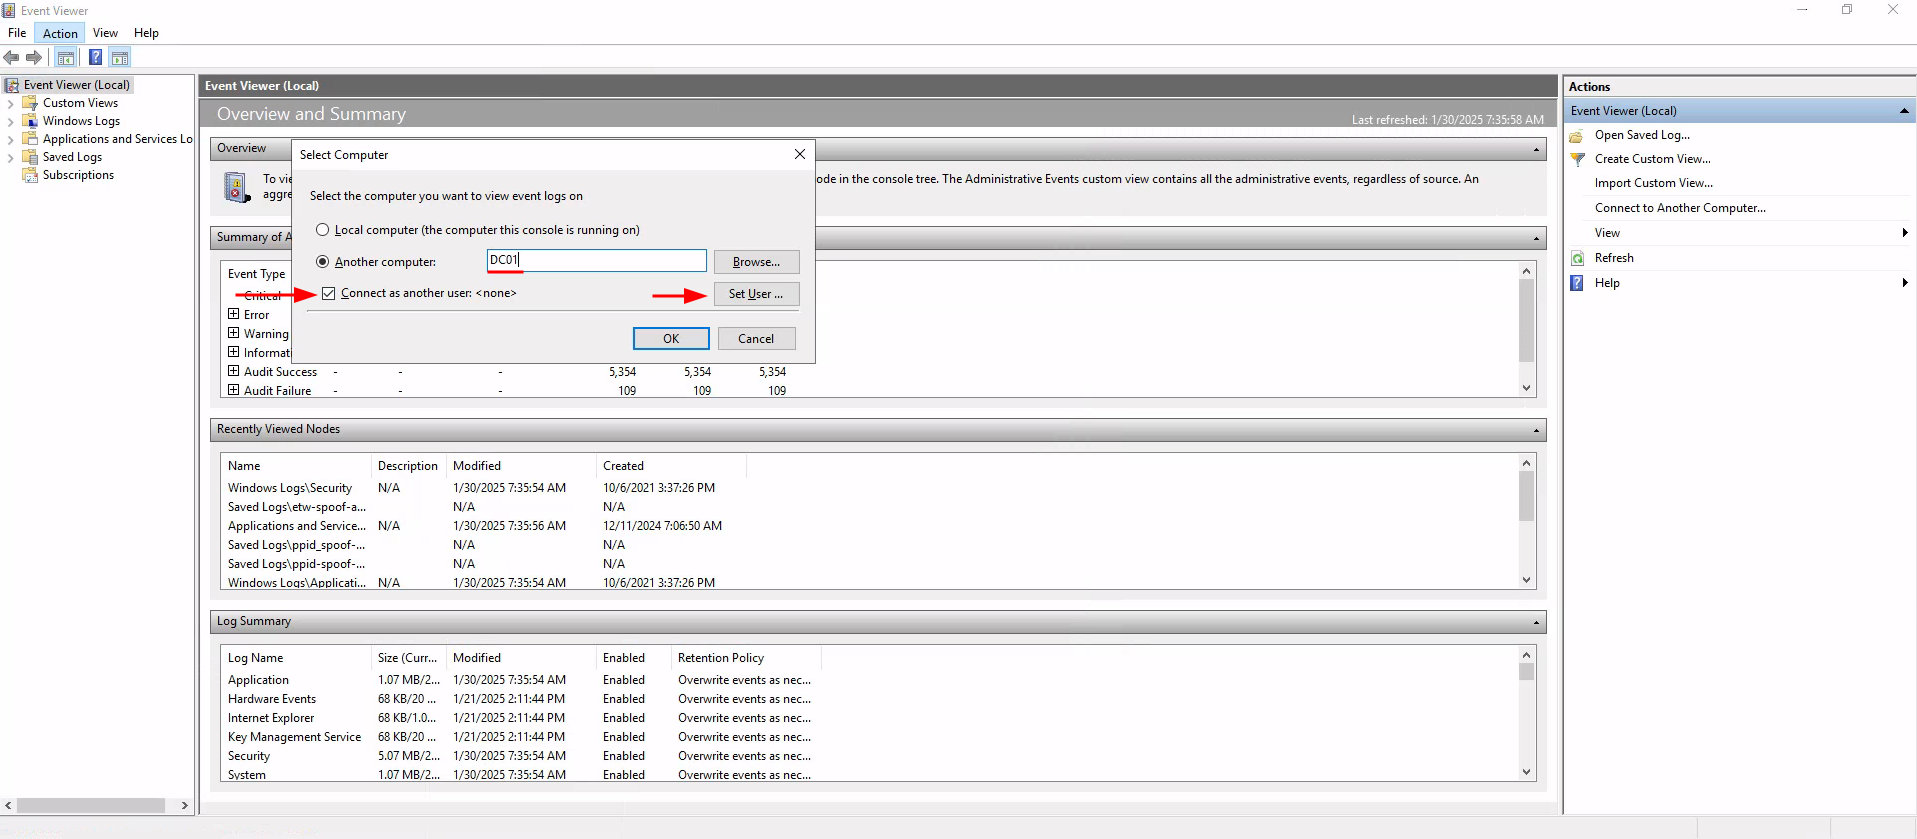 Event Viewer
File Action View Help
Event Viewer (Local)
Custom Views
Windows Logs
Applications and Services Lo
Saved Logs
Subscriptions
Event Viewer (Local)
Overview and Summary
Last refreshed: 1/30/2025 7:35:58 AM
Overview
To vie
ode in the console tree. The Administrative Events custom view contains all the administrative events, regardless of source. An
aggre
Summary of A
Event Type
Critical
Error
Warning
Informat
Audit Success - - - 5,354 5,354 5,354
Audit Failure - - - 109 109 109
Select Computer
Select the computer you want to view event logs on
Local computer (the computer this console is running on)
Another computer: DC01 Browse...
Connect as another user: <none> Set User ...
OK Cancel
Recently Viewed Nodes
Name Description Modified Created
Windows Logs\Security N/A 1/30/2025 7:35:54 AM 10/6/2021 3:37:26 PM
Saved Logs\etw-spoof-a... N/A N/A
Applications and Service... N/A 1/30/2025 7:35:56 AM 12/11/2024 7:06:50 AM
Saved Logs\ppid_spoof-... N/A N/A
Saved Logs\ppid-spoof-... N/A N/A
Windows Logs\Applicati... N/A 1/30/2025 7:35:54 AM 10/6/2021 3:37:26 PM
Log Summary
Log Name Size (Curr... Modified Enabled Retention Policy
Application 1.07 MB/2... 1/30/2025 7:35:54 AM Enabled Overwrite events as nec...
Hardware Events 68 KB/20 ... 1/21/2025 2:11:44 PM Enabled Overwrite events as nec...
Internet Explorer 68 KB/1.0... 1/21/2025 2:11:44 PM Enabled Overwrite events as nec...
Key Management Service 68 KB/20 ... 1/21/2025 2:11:44 PM Enabled Overwrite events as nec...
Security 5.07 MB/2... 1/30/2025 7:35:54 AM Enabled Overwrite events as nec...
System 1.07 MB/2... 1/30/2025 7:35:54 AM Enabled Overwrite events as nec...
Actions
Event Viewer (Local)
Open Saved Log...
Create Custom View...
Import Custom View...
Connect to Another Computer...
View
Refresh
Help